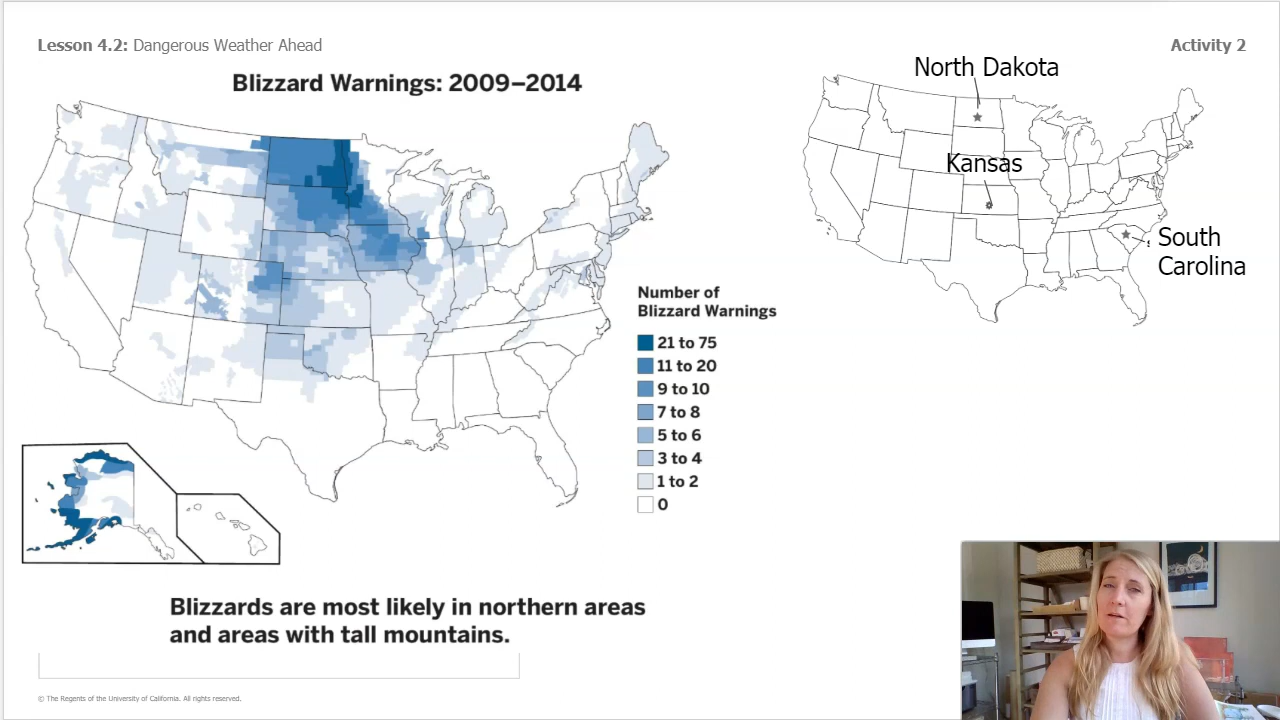 Lesson 4.2: Dangerous Weather Ahead
Activity 2
Blizzard Warnings: 2009–2014
North Dakota
Kansas
South
Carolina
Number of
Blizzard Warnings
21 to 75
11 to 20
9 to 10
7 to 8
5 to 6
3 to 4
1 to 2
0
Blizzards are most likely in northern areas
and areas with tall mountains.
© The Regents of the University of California. All rights reserved.